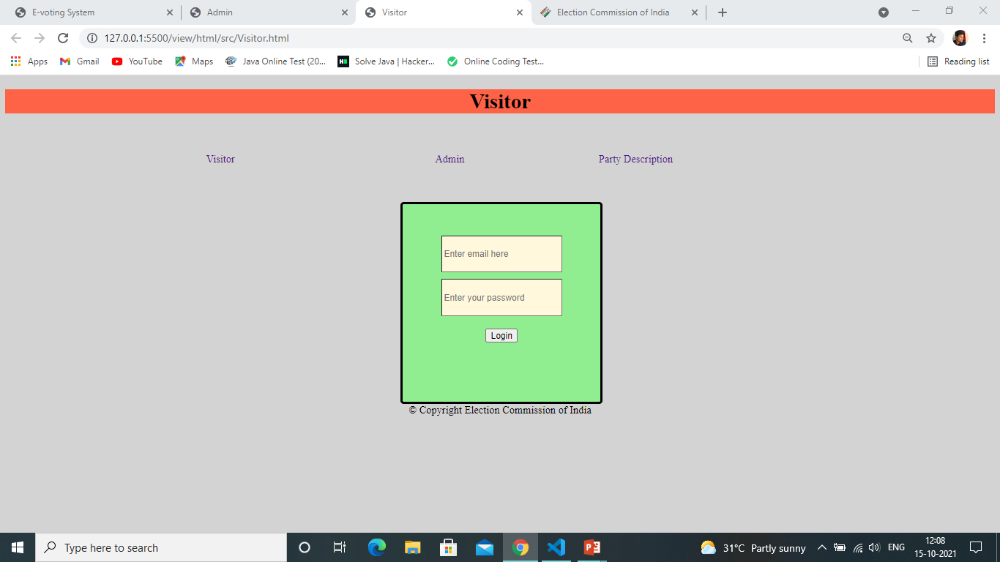 E-voting System
Admin
Visitor
Election Commission of India
127.0.0.1:5500/view/html/src/Visitor.html
Apps
Gmail
YouTube
Maps
Java Online Test (20...
Solve Java | Hacker...
Online Coding Test...
Reading list
Visitor
Visitor
Admin
Party Description
Enter email here
Enter your password
Login
© Copyright Election Commission of India
Type here to search
31°C Partly sunny
ENG
12:08
15-10-2021